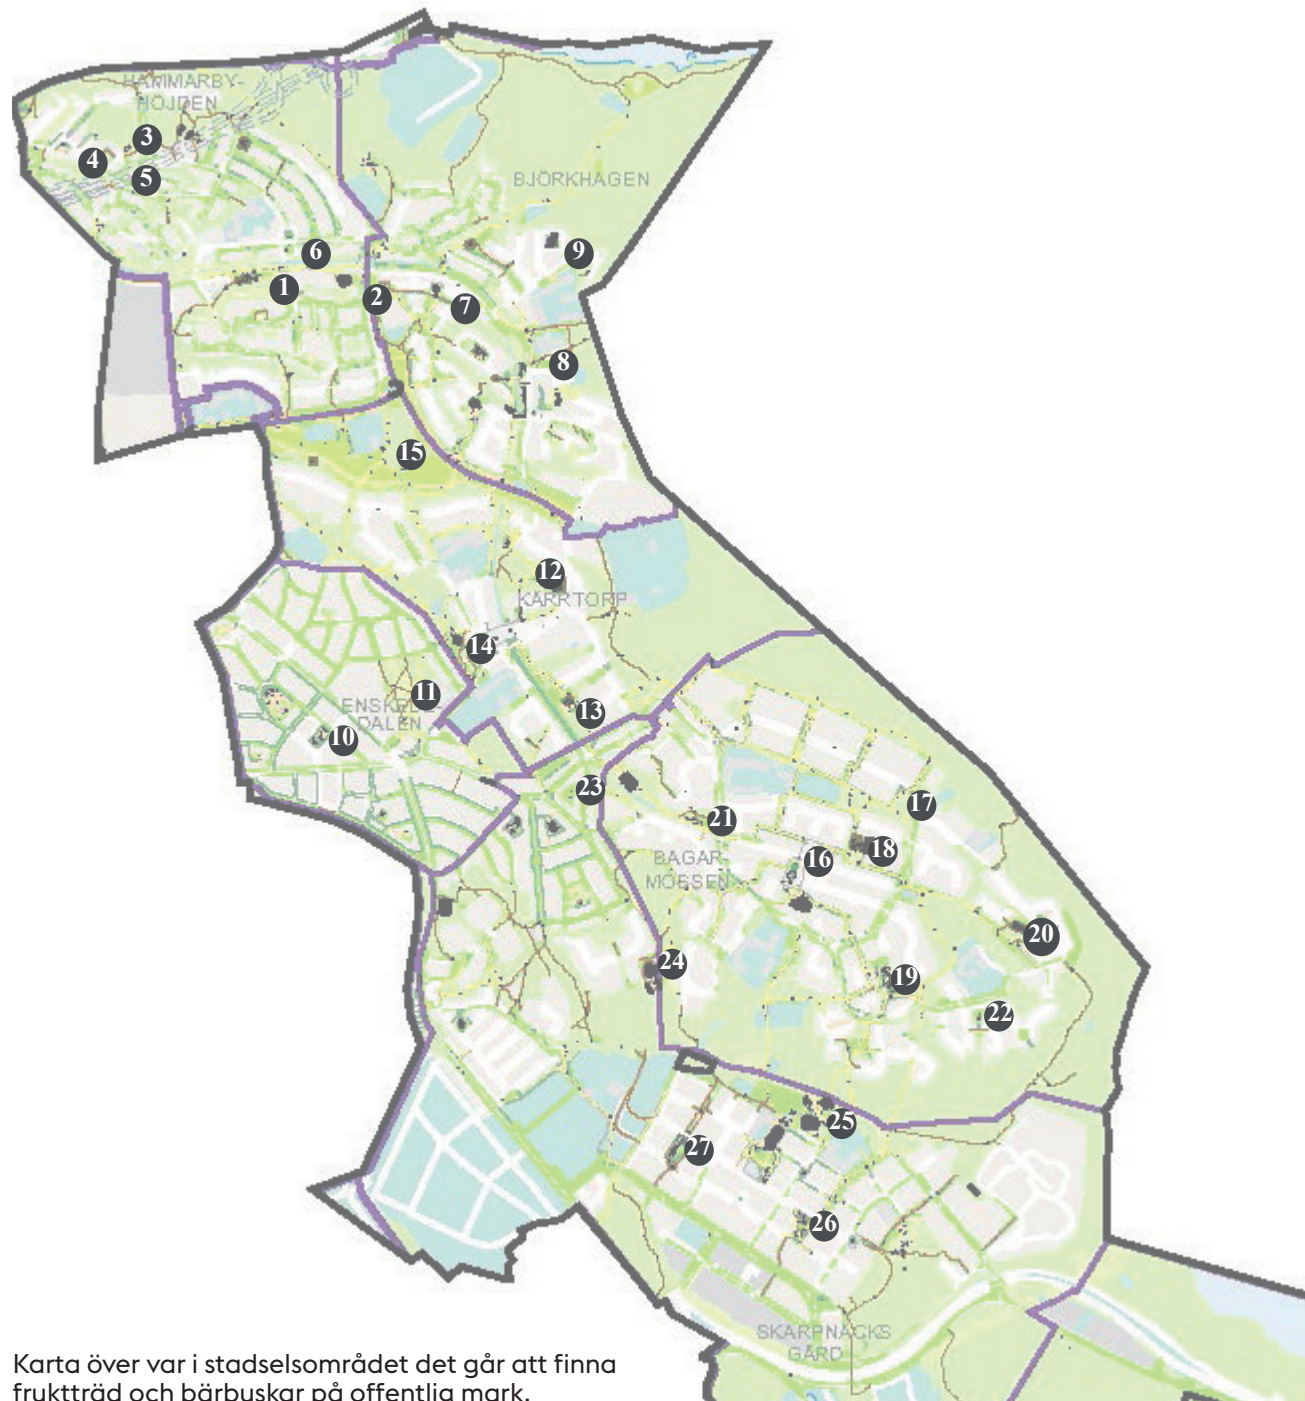 HAMMARBY-
HÖJDEN
3
4
5
BJÖRKHAGEN
6
9
1
2
7
8
15
12
KÄRRTORP
14
11
ENSKEDE-
DALEN
13
10
23
17
21
BAGAR-
MOSSEN
16
18
20
24
19
22
25
27
26
SKARPNÄCKS
GÅRD
Karta över var i stadselsområdet det går att finna
fruktträd och bärbuskar på offentlig mark.